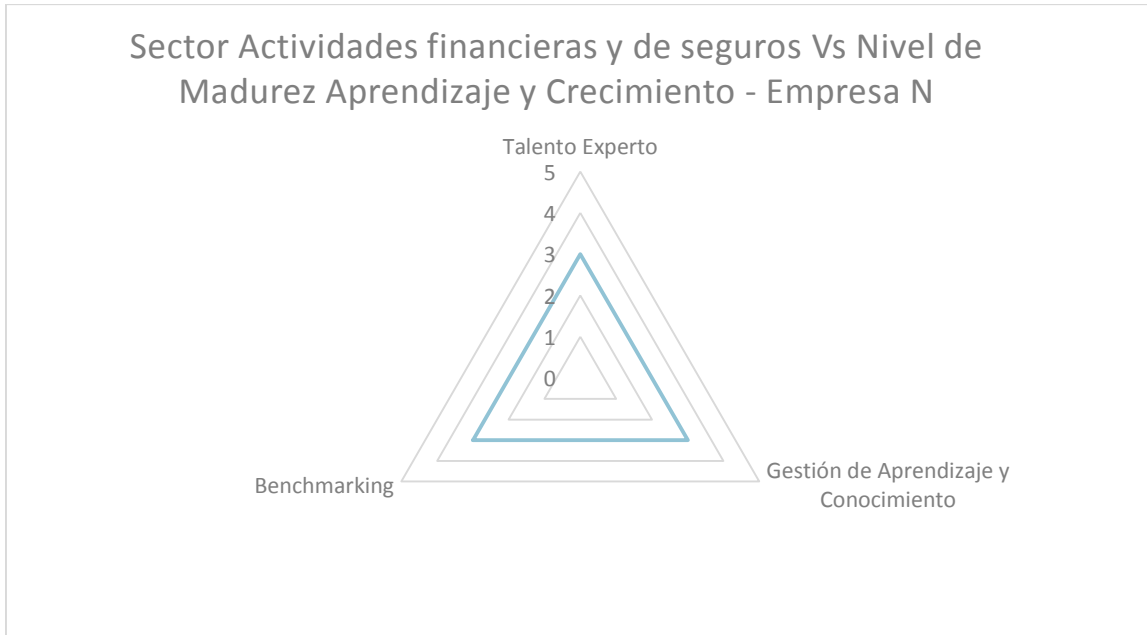 Sector Actividades financieras y de seguros Vs Nivel de
Madurez Aprendizaje y Crecimiento - Empresa N
Talento Experto
5
4
3
2
1
0
Benchmarking
Gestión de Aprendizaje y
Conocimiento